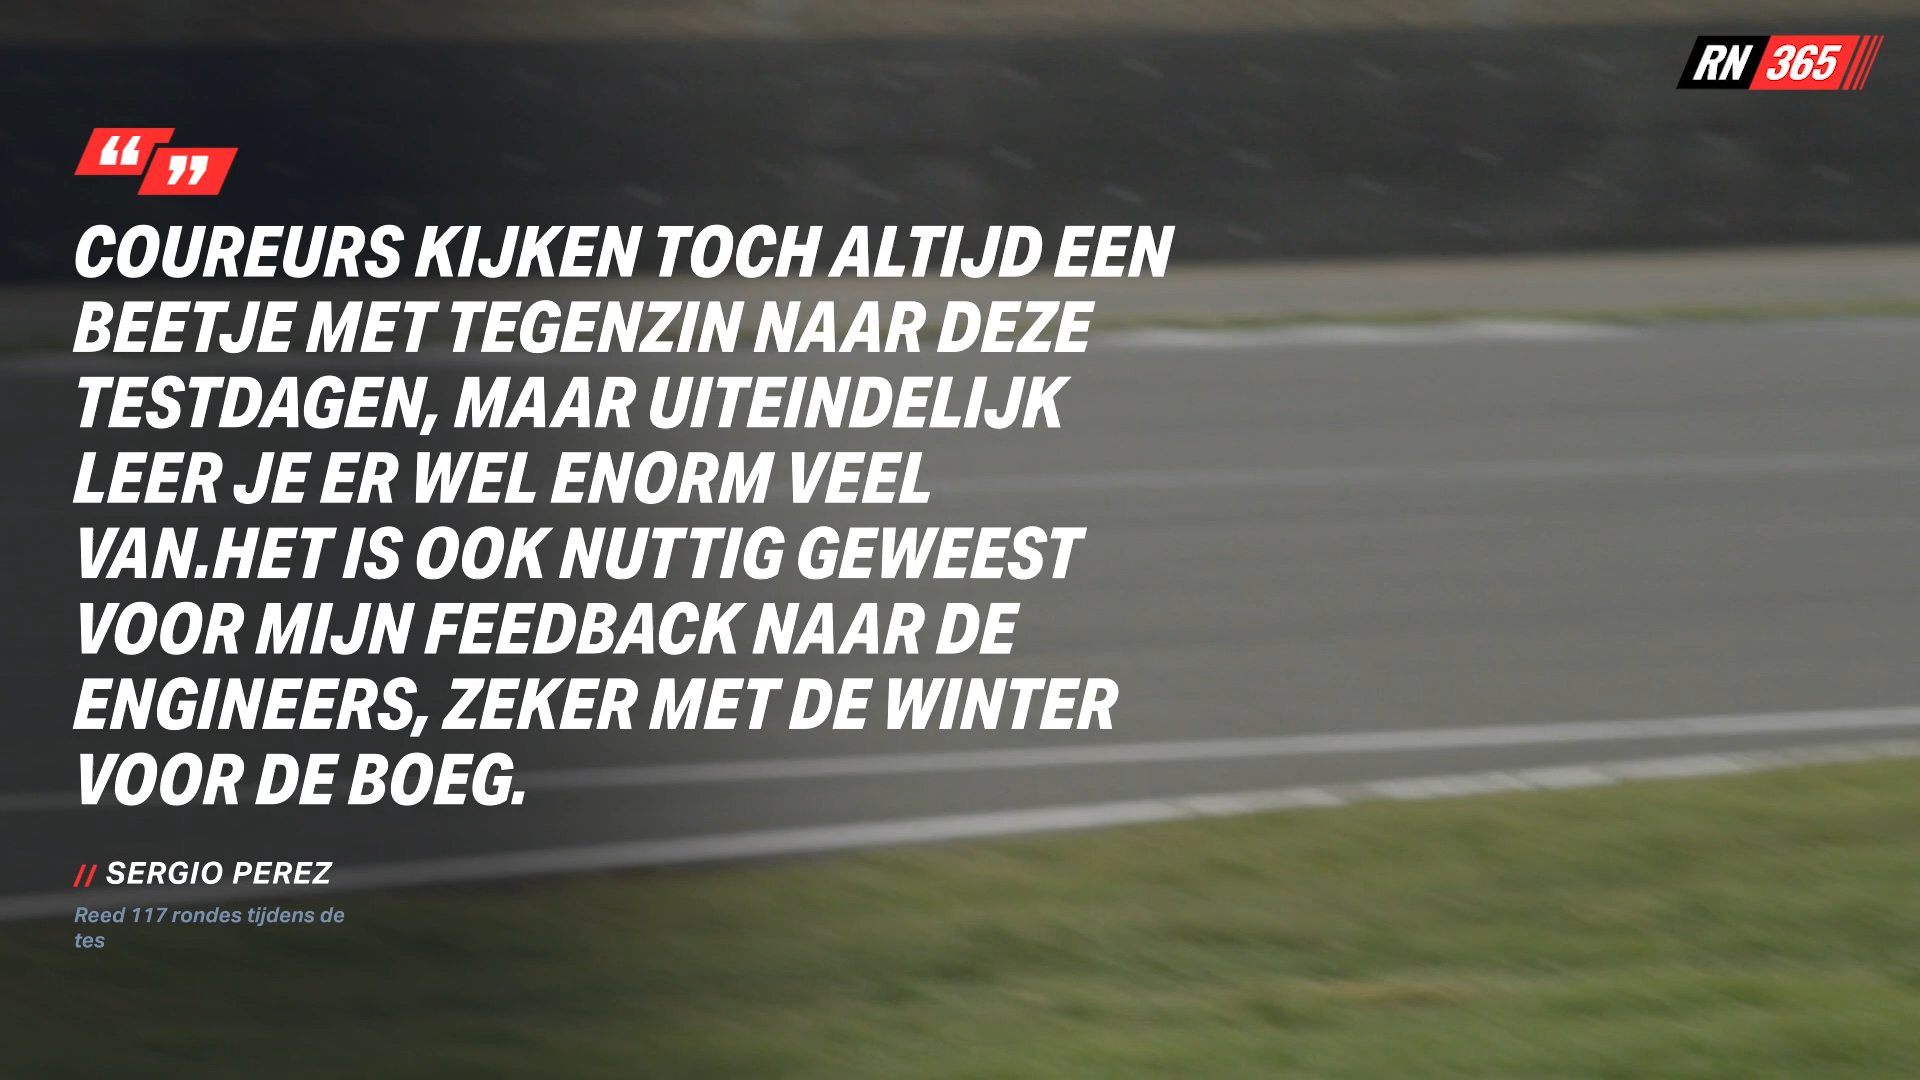 RN 365
“ ”
COUREURS KIJKEN TOCH ALTIJD EEN
BEETJE MET TEGENZIN NAAR DEZE
TESTDAGEN, MAAR UITEINDELIJK
LEER JE ER WEL ENORM VEEL
VAN.HET IS OOK NUTTIG GEWEEST
VOOR MIJN FEEDBACK NAAR DE
ENGINEERS, ZEKER MET DE WINTER
VOOR DE BOEG.
// SERGIO PEREZ
Reed 117 rondes tijdens de
tes